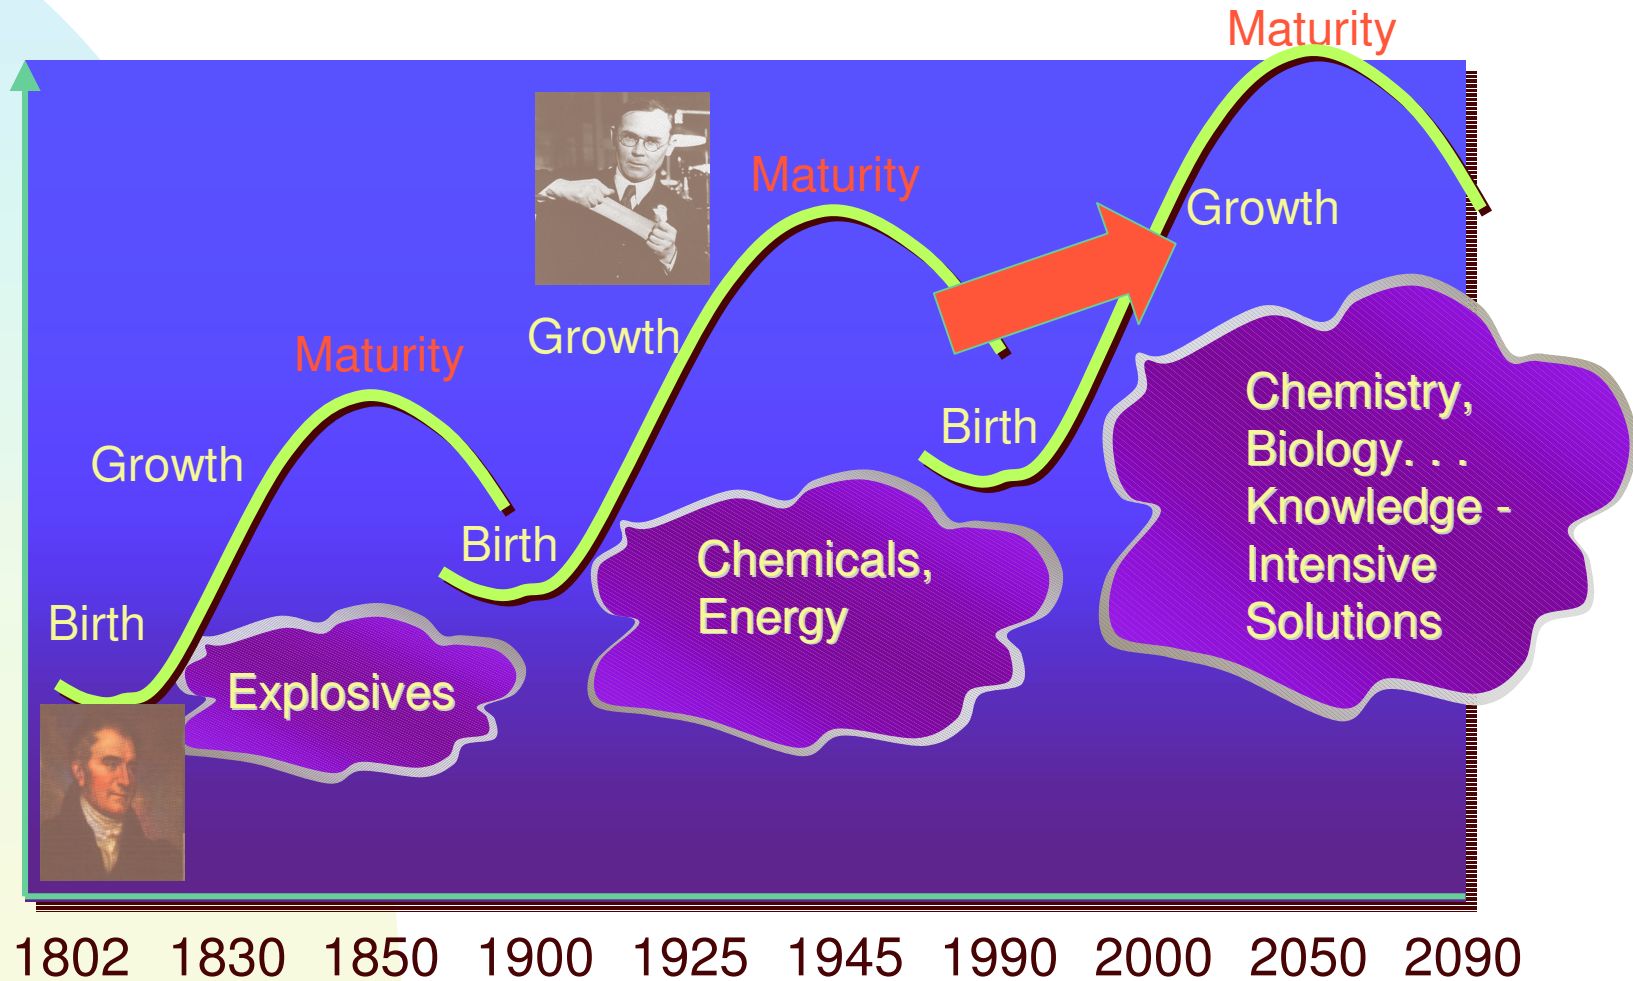 Maturity
Maturity
Growth
Growth
Maturity
Chemistry,
Biology. . .
Knowledge -
Intensive
Solutions
Birth
Growth
Birth
Chemicals,
Energy
Birth
Explosives
1802 1830 1850 1900 1925 1945 1990 2000 2050 2090